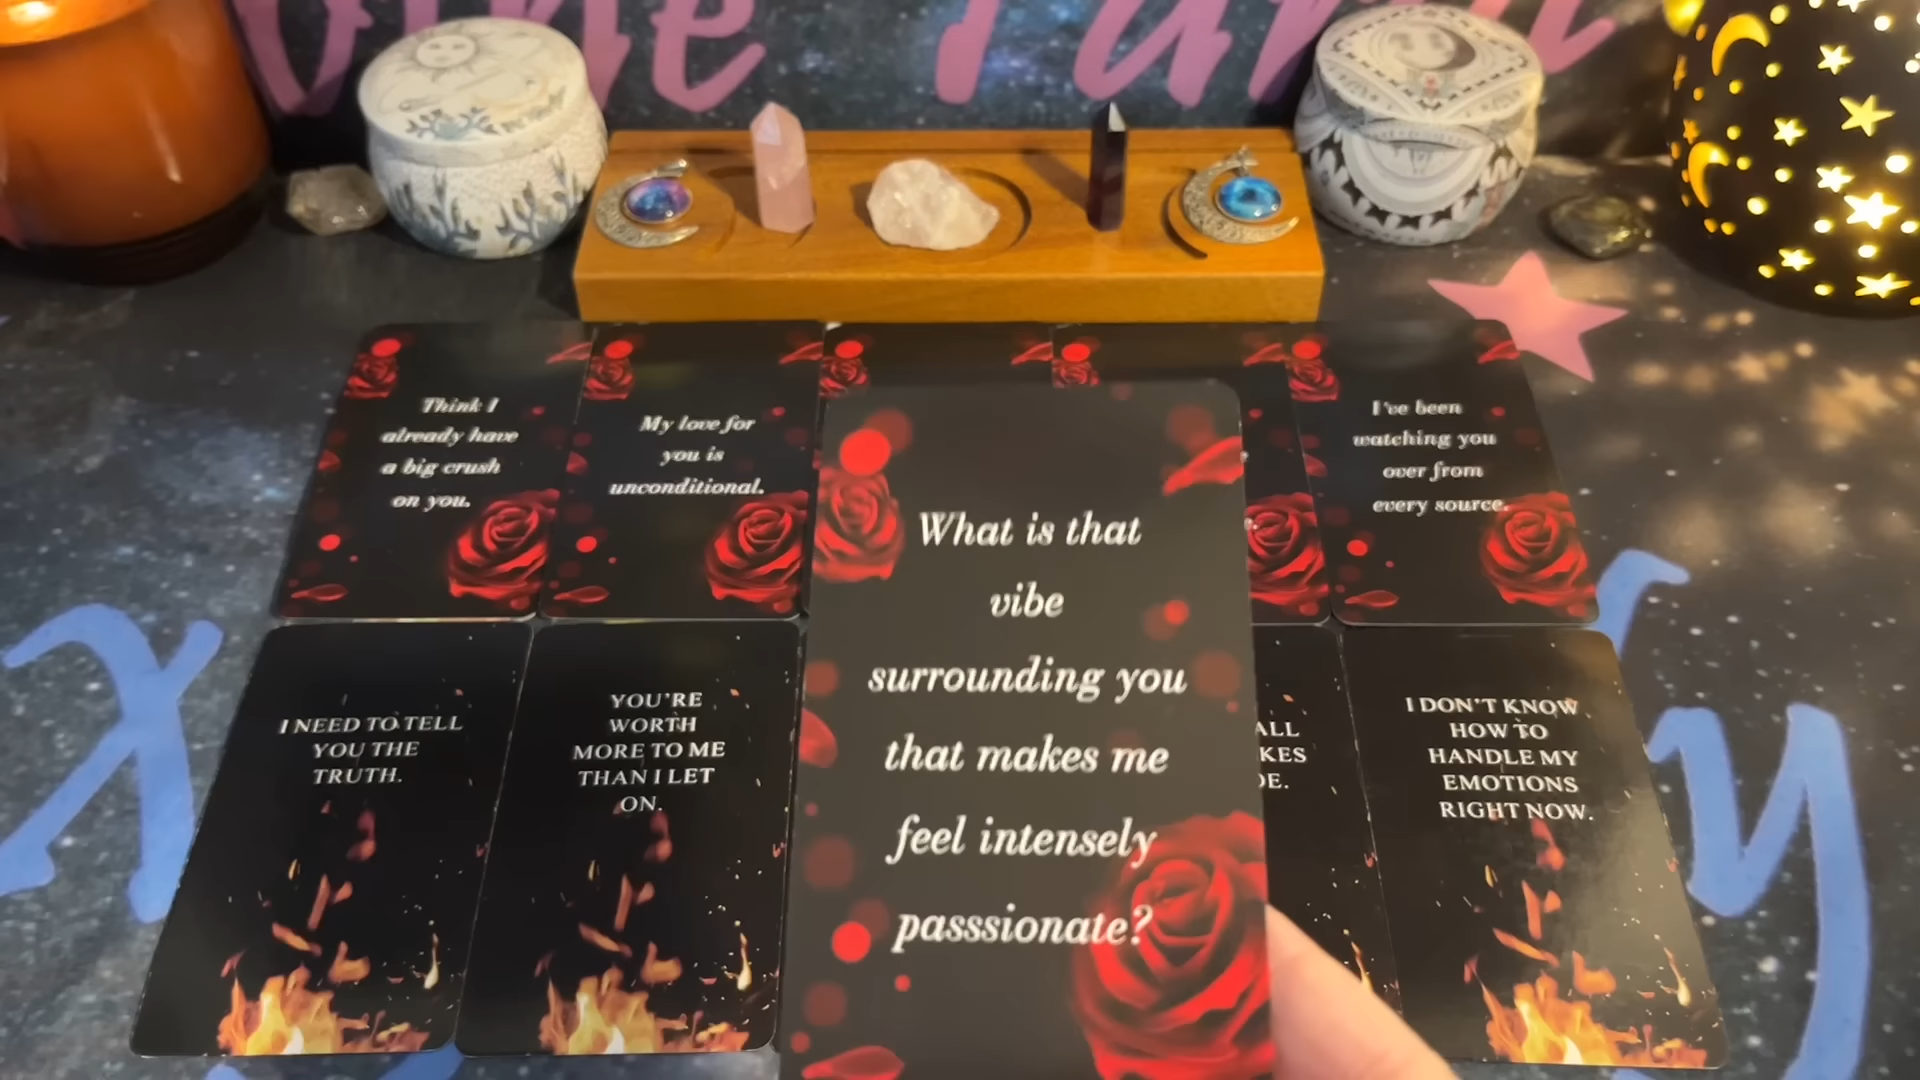 Think I
already have
a big crush
on you.
My love for
you is
unconditional.
I've been
watching you
over from
every source.
What is that
vibe
surrounding you
that makes me
feel intensely
passsionate?
I NEED TO TELL
YOU THE
TRUTH.
YOU'RE
WORTH
MORE TO ME
THAN I LET
ON.
I DON'T KNOW
HOW TO
HANDLE MY
EMOTIONS
RIGHT NOW.